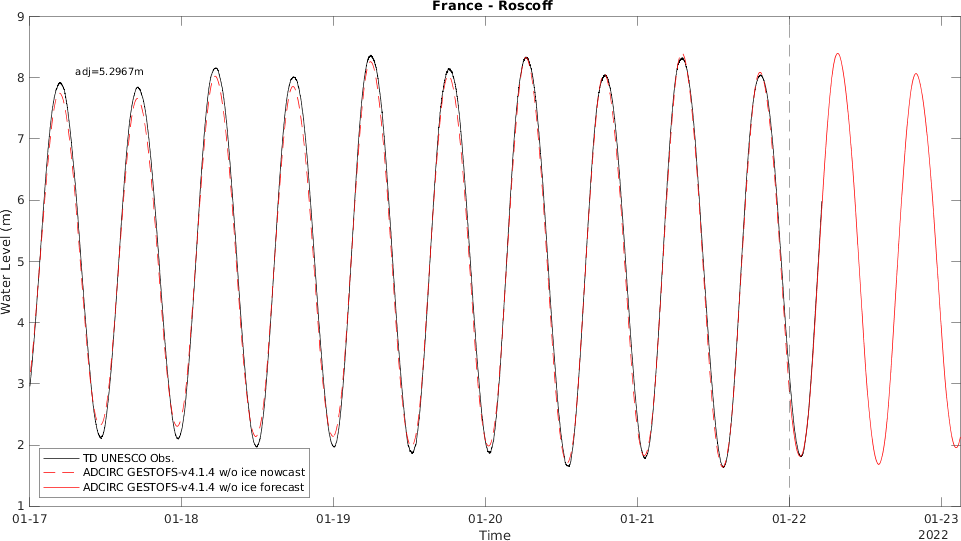 France - Roscoff
adj=5.2967m
Water Level (m)
9
8
7
6
5
4
3
2
1
TD UNESCO Obs.
ADCIRC GESTOFS-v4.1.4 w/o ice nowcast
ADCIRC GESTOFS-v4.1.4 w/o ice forecast
01-17 01-18 01-19 01-20 01-21 01-22 01-23
Time
2022